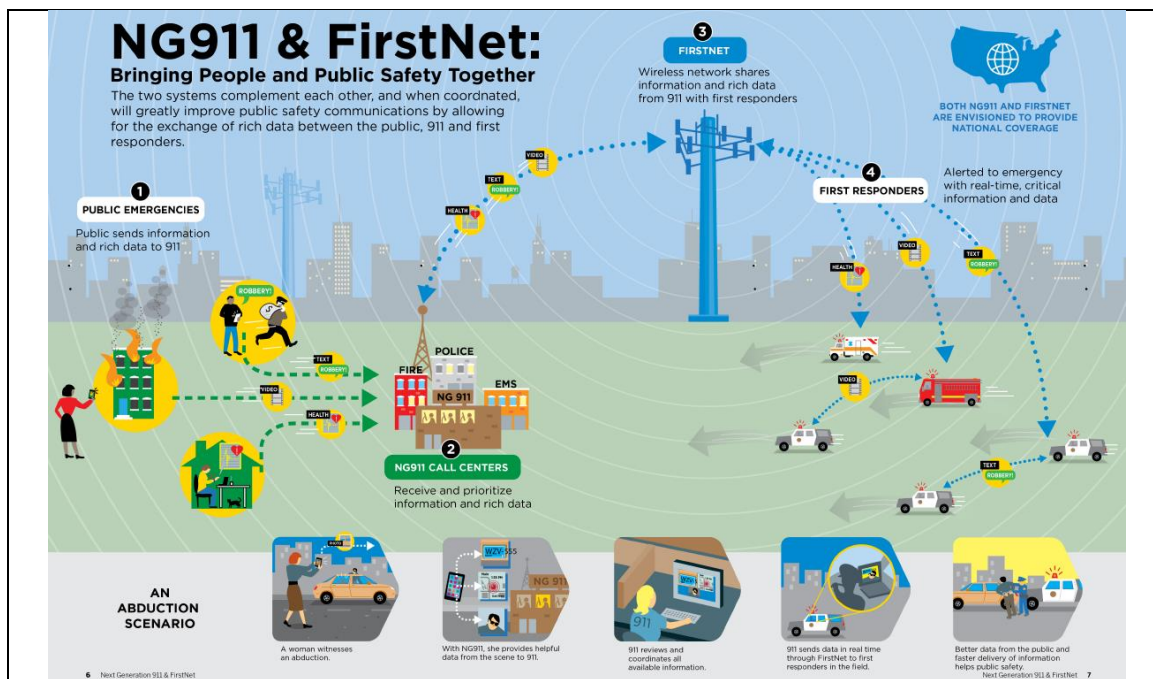 NG911 & FirstNet:
Bringing People and Public Safety Together
The two systems complement each other, and when coordinated,
will greatly improve public safety communications by allowing
for the exchange of rich data between the public, 911 and first
responders.
3
FIRSTNET
Wireless network shares
information and rich data
from 911 with first responders
BOTH NG911 AND FIRSTNET
ARE ENVISIONED TO PROVIDE
NATIONAL COVERAGE
1
PUBLIC EMERGENCIES
Public sends information
and rich data to 911
VIDEO
TEXT
ROBBERY!
HEALTH
4
FIRST RESPONDERS
Alerted to emergency
with real-time, critical
information and data
HEALTH
VIDEO
TEXT
ROBBERY!
ROBBERY!
TEXT
ROBBERY!
VIDEO
HEALTH
POLICE
FIRE
EMS
NG 911
2
NG911 CALL CENTERS
Receive and prioritize
information and rich data
VIDEO
TEXT
ROBBERY!
AN
ABDUCTION
SCENARIO
A woman witnesses
an abduction.
WZV-555
NG 911
With NG911, she provides helpful
data from the scene to 911.
911
911 reviews and
coordinates all
available information.
911 sends data in real time
through FirstNet to first
responders in the field.
Better data from the public and
faster delivery of information
helps public safety.
6 Next Generation 911 & FirstNet
Next Generation 911 & FirstNet 7